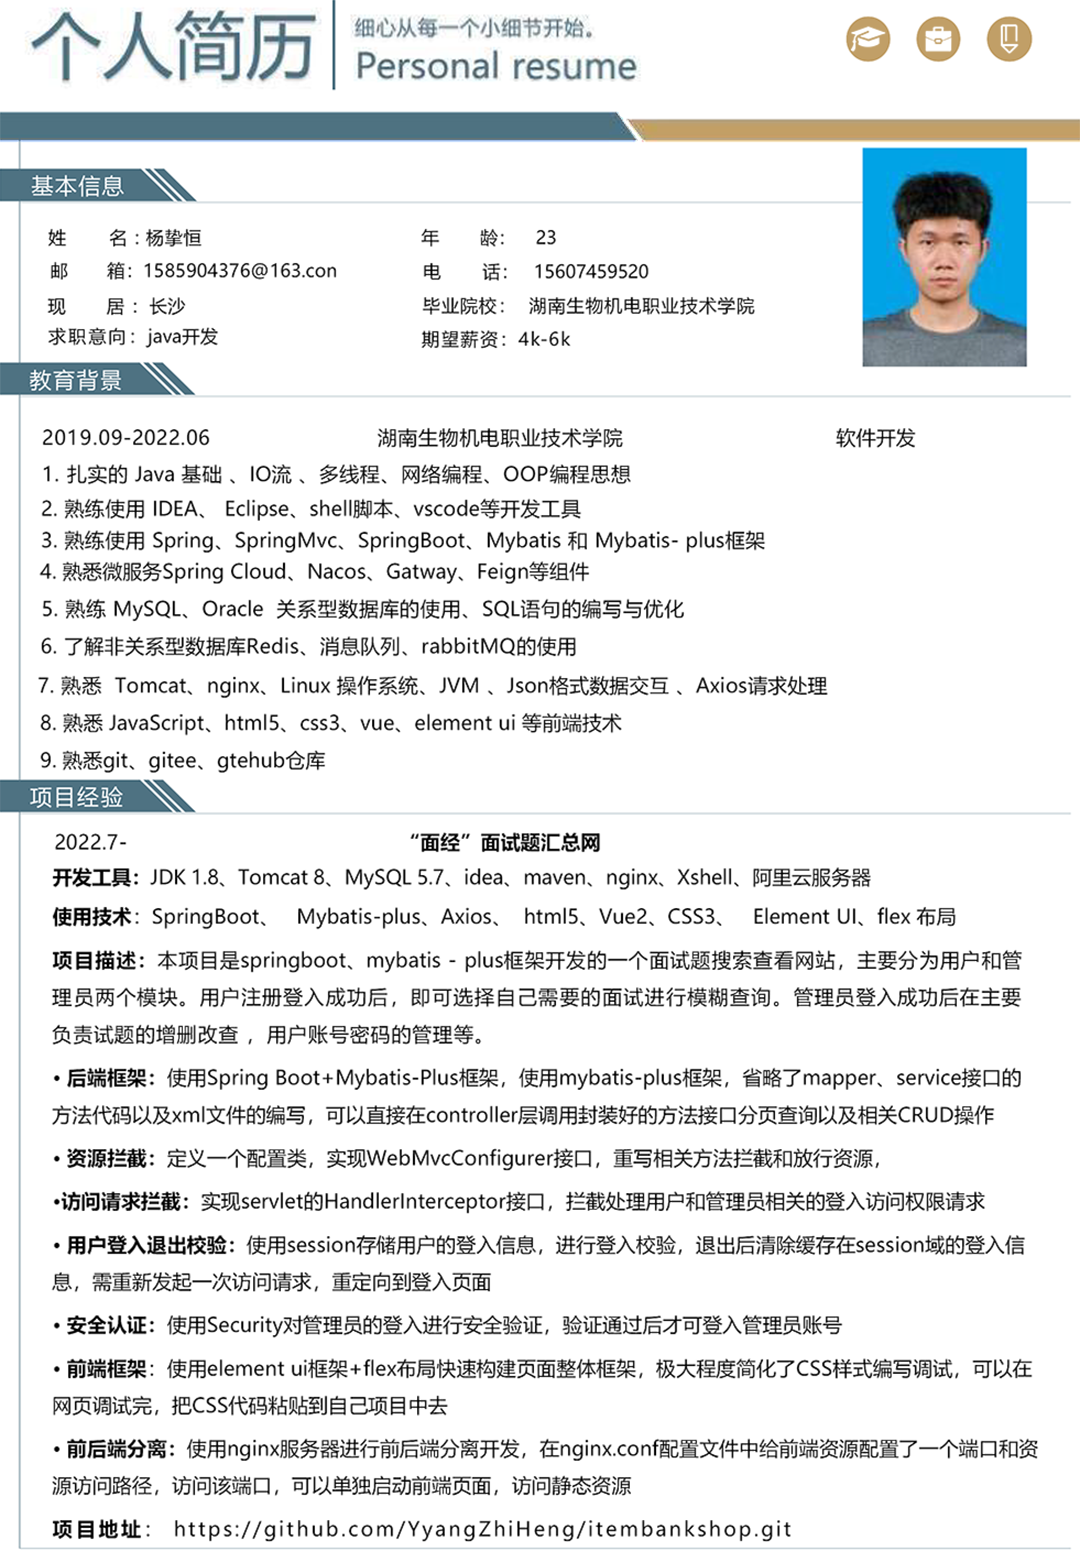 个人简历
细心从每一个小细节开始。
Personal resume
基本信息
姓 名：杨挚恒 年 龄： 23
邮 箱：1585904376@163.con 电 话： 15607459520
现 居：长沙 毕业院校： 湖南生物机电职业技术学院
求职意向：java开发 期望薪资：4k-6k
教育背景
2019.09-2022.06 湖南生物机电职业技术学院 软件开发
1. 扎实的 Java 基础 、IO流 、多线程、网络编程、OOP编程思想
2. 熟练使用 IDEA、 Eclipse、shell脚本、vscode等开发工具
3. 熟练使用 Spring、SpringMvc、SpringBoot、Mybatis 和 Mybatis- plus框架
4. 熟悉微服务Spring Cloud、Nacos、Gatway、Feign等组件
5. 熟练 MySQL、Oracle 关系型数据库的使用、SQL语句的编写与优化
6. 了解非关系型数据库Redis、消息队列、rabbitMQ的使用
7. 熟悉 Tomcat、nginx、Linux 操作系统、JVM 、Json格式数据交互 、Axios请求处理
8. 熟悉 JavaScript、html5、css3、vue、element ui 等前端技术
9. 熟悉git、gitee、gtehub仓库
项目经验
2022.7- “面经”面试题汇总网
开发工具：JDK 1.8、Tomcat 8、MySQL 5.7、idea、maven、nginx、Xshell、阿里云服务器
使用技术：SpringBoot、 Mybatis-plus、Axios、 html5、Vue2、CSS3、 Element UI、flex 布局
项目描述：本项目是springboot、mybatis - plus框架开发的一个面试题搜索查看网站，主要分为用户和管
理员两个模块。用户注册登入成功后，即可选择自己需要的面试进行模糊查询。管理员登入成功后在主要
负责试题的增删改查 ，用户账号密码的管理等。
• 后端框架：使用Spring Boot+Mybatis-Plus框架，使用mybatis-plus框架，省略了mapper、service接口的
方法代码以及xml文件的编写，可以直接在controller层调用封装好的方法接口分页查询以及相关CRUD操作
• 资源拦截：定义一个配置类，实现WebMvcConfigurer接口，重写相关方法拦截和放行资源，
•访问请求拦截：实现servlet的HandlerInterceptor接口，拦截处理用户和管理员相关的登入访问权限请求
• 用户登入退出校验：使用session存储用户的登入信息，进行登入校验，退出后清除缓存在session域的登入信
息，需重新发起一次访问请求，重定向到登入页面
• 安全认证：使用Security对管理员的登入进行安全验证，验证通过后才可登入管理员账号
• 前端框架：使用element ui框架+flex布局快速构建页面整体框架，极大程度简化了CSS样式编写调试，可以在
网页调试完，把CSS代码粘贴到自己项目中去
• 前后端分离：使用nginx服务器进行前后端分离开发，在nginx.conf配置文件中给前端资源配置了一个端口和资
源访问路径，访问该端口，可以单独启动前端页面，访问静态资源
项目地址： https://github.com/YyangZhiHeng/itembankshop.git